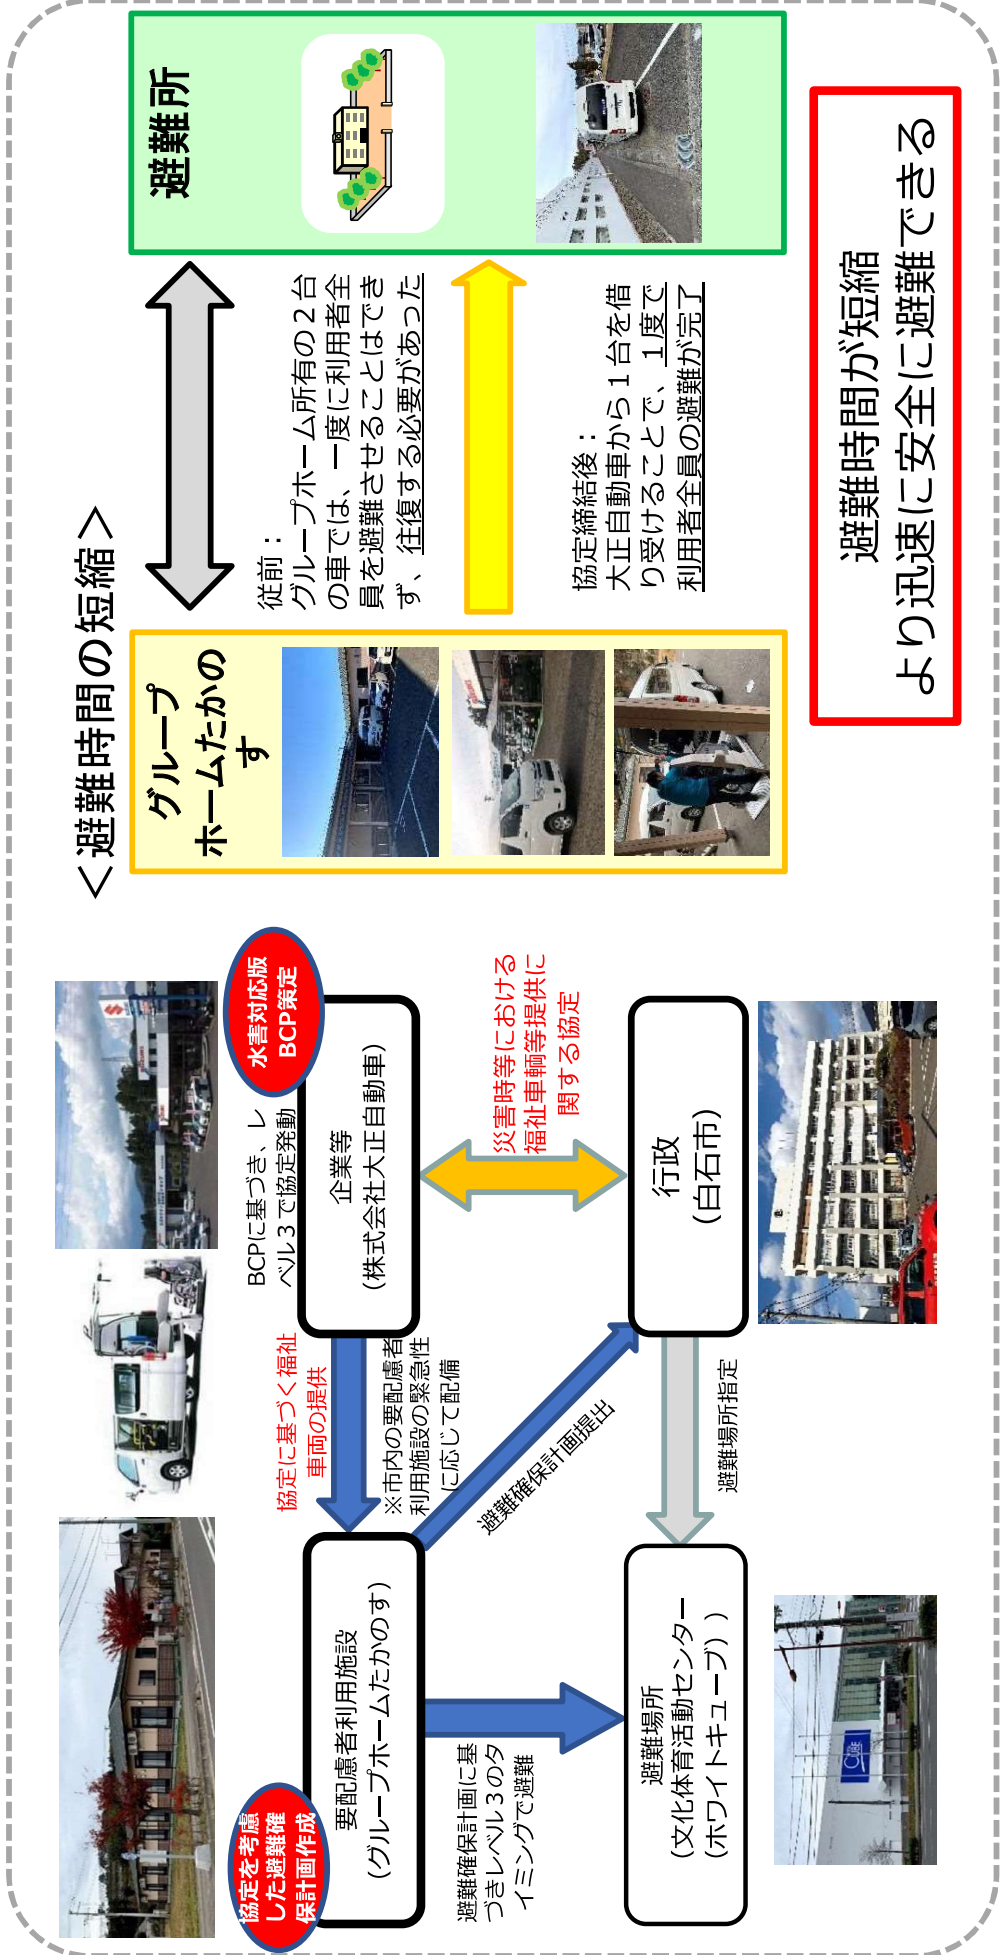 協定を考慮
した避難確
保計画作成
要配慮者利用施設
(グループホームたかのす)
協定に基づく福祉
車両の提供
※市内の要配慮者
利用施設の緊急性
に応じて配備
BCPに基づき、レ
ベル３で協定発動
水害対応版
BCP策定
企業等
(株式会社大正自動車)
災害時等における
福祉車輌等提供に
関する協定
避難確保計画に基
づきレベル３のタ
イミングで避難
避難確保計画提出
避難場所
(文化体育活動センター
(ホワイトキューブ))
避難場所指定
行政
(白石市)
CUBE
＜避難時間の短縮＞
グループ
ホームたかの
す
従前：
グループホーム所有の２台
の車では、一度に利用者全
員を避難させることはでき
ず、往復する必要があった
協定締結後：
大正自動車から１台を借
り受けることで、１度で
利用者全員の避難が完了
避難所
避難時間が短縮
より迅速に安全に避難できる